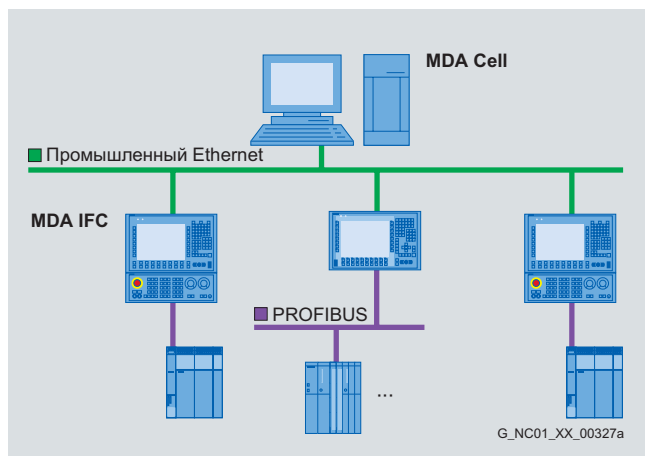 MDA Cell
Промышленный Ethernet
MDA IFC
PROFIBUS
...
G_NC01_XX_00327a